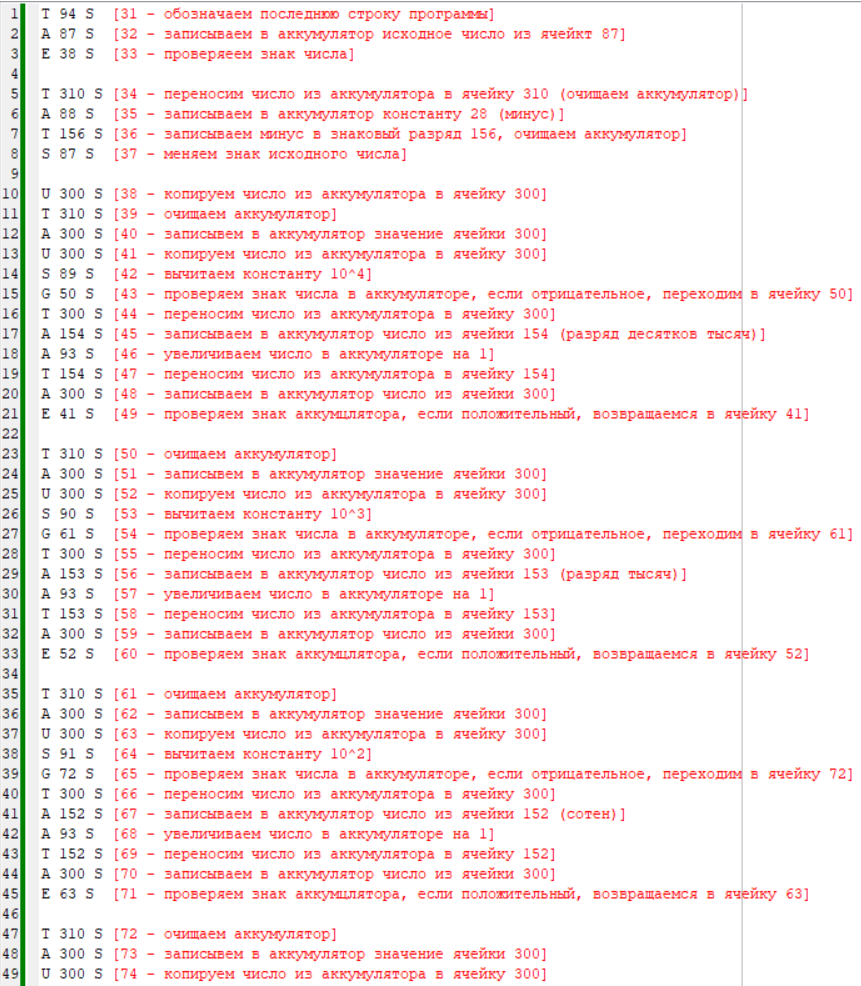 1 T 94 S [31 - обозначаем последнюю строку программы]
2 A 87 S [32 - записываем в аккумулятор исходное число из ячейкт 87]
3 E 38 S [33 - проверяеем знак числа]
4
5 T 310 S [34 - переносим число из аккумулятора в ячейку 310 (очищаем аккумулятор)]
6 A 88 S [35 - записываем в аккумулятор константу 28 (минус)]
7 T 156 S [36 - записываем минус в знаковый разряд 156, очищаем аккумулятор]
8 S 87 S [37 - меняем знак исходного числа]
9
10 U 300 S [38 - копируем число из аккумулятора в ячейку 300]
11 T 310 S [39 - очищаем аккумулятор]
12 A 300 S [40 - записывем в аккумулятор значение ячейки 300]
13 U 300 S [41 - копируем число из аккумулятора в ячейку 300]
14 S 89 S [42 - вычитаем константу 10^4]
15 G 50 S [43 - проверяем знак числа в аккумуляторе, если отрицательное, переходим в ячейку 50]
16 T 300 S [44 - переносим число из аккумулятора в ячейку 300]
17 A 154 S [45 - записываем в аккумулятор число из ячейки 154 (разряд десятков тысяч)]
18 A 93 S [46 - увеличиваем число в аккумуляторе на 1]
19 T 154 S [47 - переносим число из аккумулятора в ячейку 154]
20 A 300 S [48 - записываем в аккумулятор число из ячейки 300]
21 E 41 S [49 - проверяем знак аккумцлятора, если положительный, возвращаемся в ячейку 41]
22
23 T 310 S [50 - очищаем аккумулятор]
24 A 300 S [51 - записывем в аккумулятор значение ячейки 300]
25 U 300 S [52 - копируем число из аккумулятора в ячейку 300]
26 S 90 S [53 - вычитаем константу 10^3]
27 G 61 S [54 - проверяем знак числа в аккумуляторе, если отрицательное, переходим в ячейку 61]
28 T 300 S [55 - переносим число из аккумулятора в ячейку 300]
29 A 153 S [56 - записываем в аккумулятор число из ячейки 153 (разряд тысяч)]
30 A 93 S [57 - увеличиваем число в аккумуляторе на 1]
31 T 153 S [58 - переносим число из аккумулятора в ячейку 153]
32 A 300 S [59 - записываем в аккумулятор число из ячейки 300]
33 E 52 S [60 - проверяем знак аккумцлятора, если положительный, возвращаемся в ячейку 52]
34
35 T 310 S [61 - очищаем аккумулятор]
36 A 300 S [62 - записывем в аккумулятор значение ячейки 300]
37 U 300 S [63 - копируем число из аккумулятора в ячейку 300]
38 S 91 S [64 - вычитаем константу 10^2]
39 G 72 S [65 - проверяем знак числа в аккумуляторе, если отрицательное, переходим в ячейку 72]
40 T 300 S [66 - переносим число из аккумулятора в ячейку 300]
41 A 152 S [67 - записываем в аккумулятор число из ячейки 152 (сотен)]
42 A 93 S [68 - увеличиваем число в аккумуляторе на 1]
43 T 152 S [69 - переносим число из аккумулятора в ячейку 152]
44 A 300 S [70 - записываем в аккумулятор число из ячейки 300]
45 E 63 S [71 - проверяем знак аккумцлятора, если положительный, возвращаемся в ячейку 63]
46
47 T 310 S [72 - очищаем аккумулятор]
48 A 300 S [73 - записывем в аккумулятор значение ячейки 300]
49 U 300 S [74 - копируем число из аккумулятора в ячейку 300]